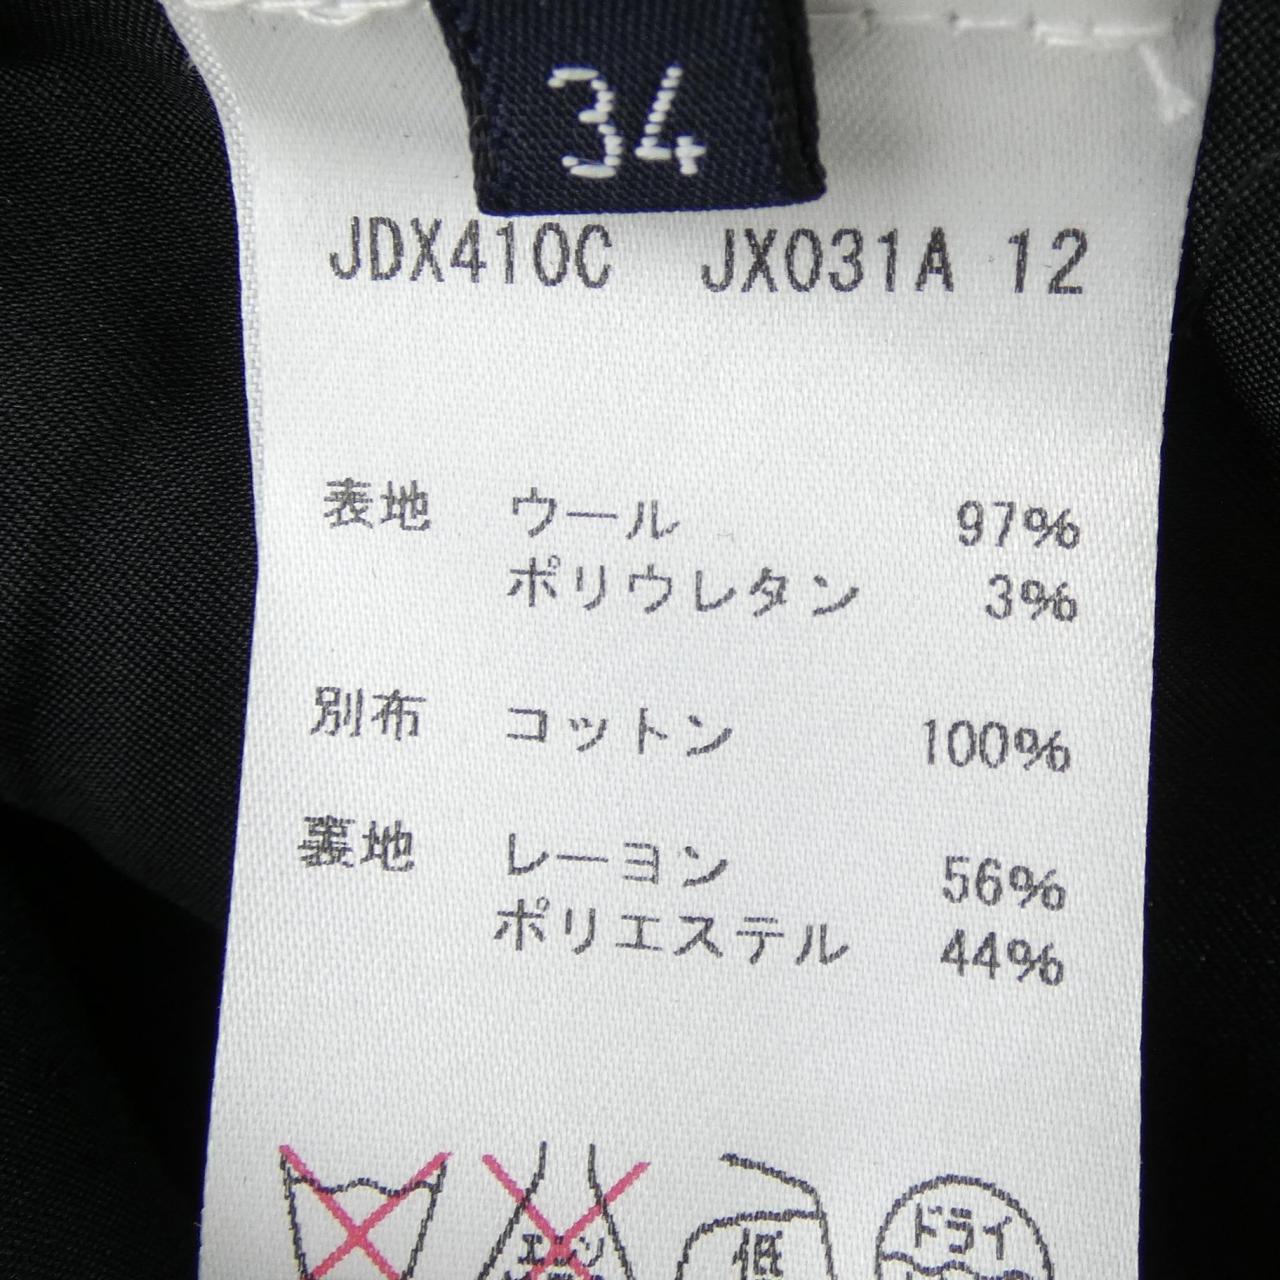 34
JDX410C JX031A 12
表地 ウール 97%
ポリウレタン 3%
別布 コットン 100%
裏地 レーヨン 56%
ポリエステル 44%
低 ドライ